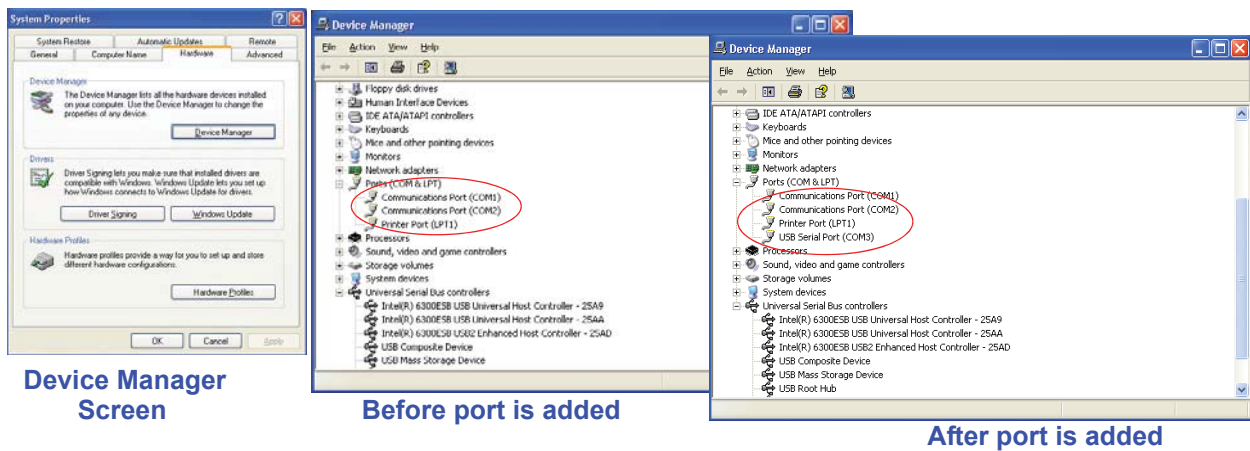 System Properties
System Restore Automatic Updates Remote
General Computer Name Hardware Advanced
Device Manager
The Device Manager lists all the hardware devices installed
on your computer. Use the Device Manager to change the
properties of any device.
Device Manager
Drivers
Driver Signing lets you make sure that installed drivers are
compatible with Windows. Windows Update lets you set up
how Windows connects to Windows Update for drivers.
Driver Signing Windows Update
Hardware Profiles
Hardware profiles provide a way for you to set up and store
different hardware configurations.
Hardware Profiles
OK Cancel Apply
Device Manager
Screen
Device Manager
File Action View Help
Floppy disk drives
Human Interface Devices
IDE ATA/ATAPI controllers
Keyboards
Mice and other pointing devices
Monitors
Network adapters
Ports (COM & LPT)
Communications Port (COM1)
Communications Port (COM2)
Printer Port (LPT1)
Processors
Sound, video and game controllers
Storage volumes
System devices
Universal Serial Bus controllers
Intel(R) 6300ESB USB Universal Host Controller - 25A9
Intel(R) 6300ESB USB Universal Host Controller - 25AA
Intel(R) 6300ESB USB2 Enhanced Host Controller - 25AD
USB Composite Device
USB Mass Storage Device
Before port is added
Device Manager
File Action View Help
IDE ATA/ATAPI controllers
Keyboards
Mice and other pointing devices
Monitors
Network adapters
Ports (COM & LPT)
Communications Port (COM1)
Communications Port (COM2)
Printer Port (LPT1)
USB Serial Port (COM3)
Processors
Sound, video and game controllers
Storage volumes
System devices
Universal Serial Bus controllers
Intel(R) 6300ESB USB Universal Host Controller - 25A9
Intel(R) 6300ESB USB Universal Host Controller - 25AA
Intel(R) 6300ESB USB2 Enhanced Host Controller - 25AD
USB Composite Device
USB Mass Storage Device
USB Root Hub
After port is added